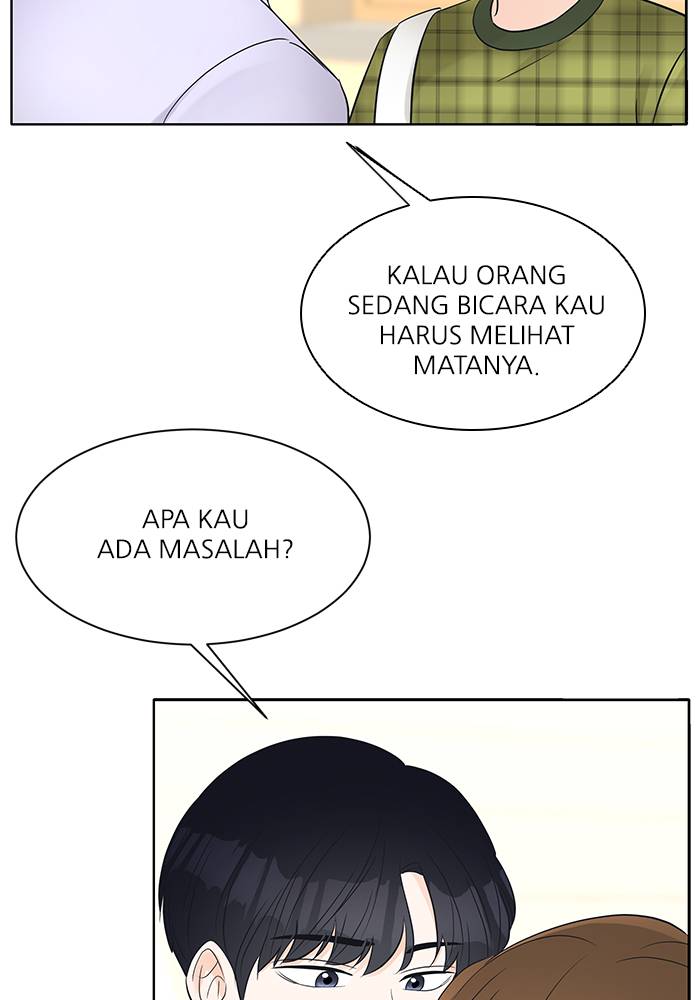 KALAU ORANG
SEDANG BICARA KAU
HARUS MELIHAT
MATANYA.
APA KAU
ADA MASALAH?